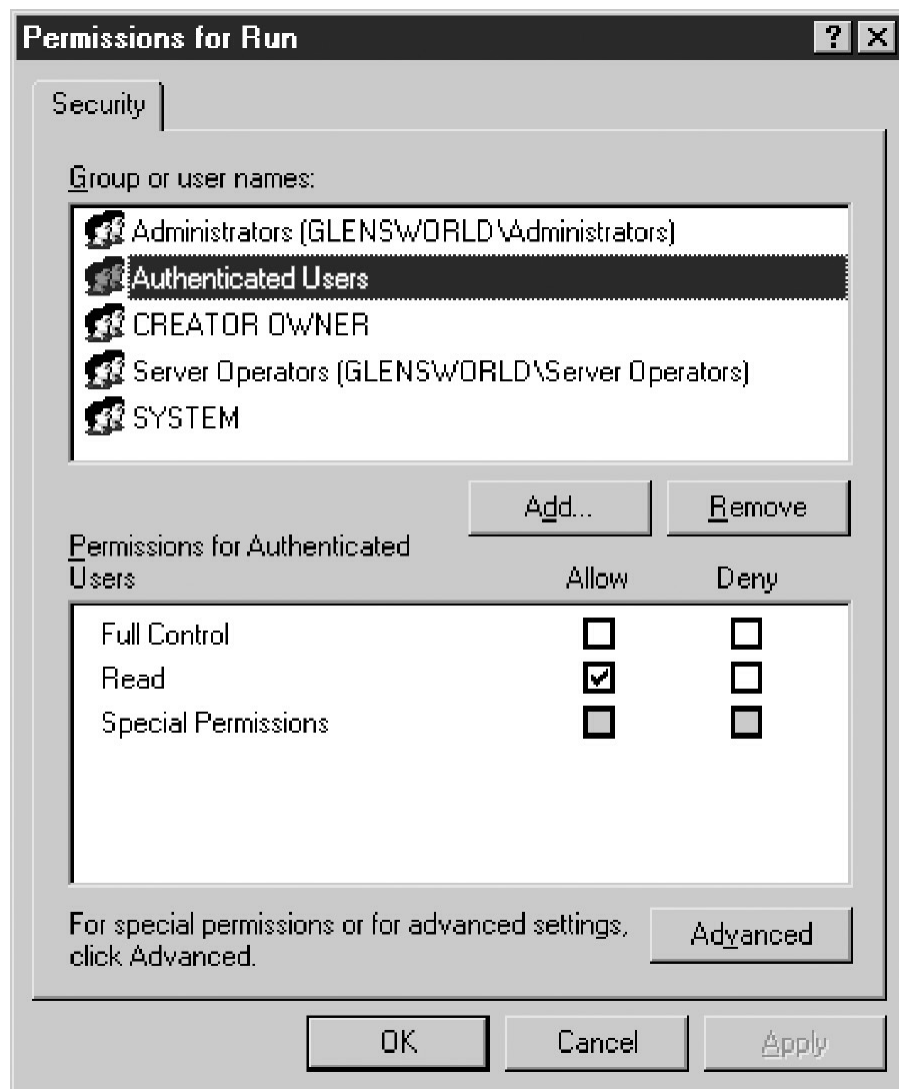 Permissions for Run
Security
Group or user names:
Administrators (GLENSWORLD\Administrators)
Authenticated Users
CREATOR OWNER
Server Operators (GLENSWORLD\Server Operators)
SYSTEM
Add...
Remove
Permissions for Authenticated
Users
Allow
Deny
Full Control
Read
Special Permissions
For special permissions or for advanced settings,
click Advanced.
Advanced
OK
Cancel
Apply